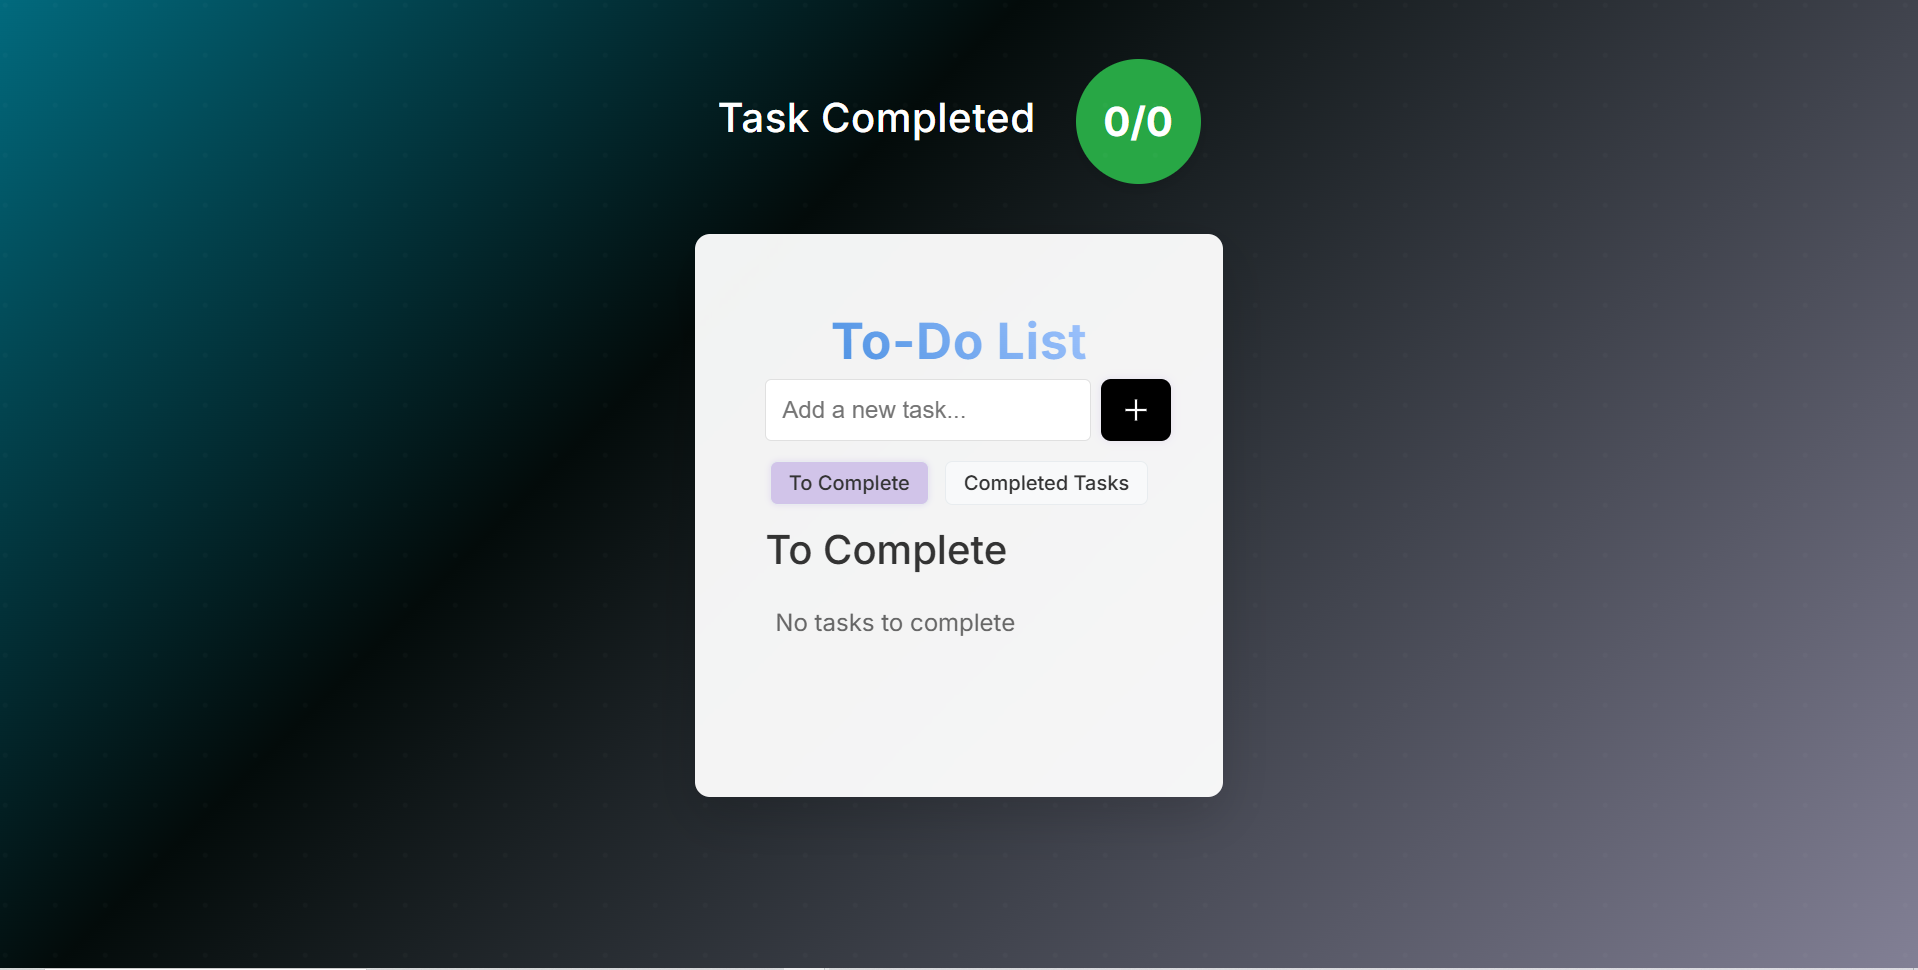 Task Completed 0/0
To-Do List
Add a new task...
+
To Complete Completed Tasks
To Complete
No tasks to complete